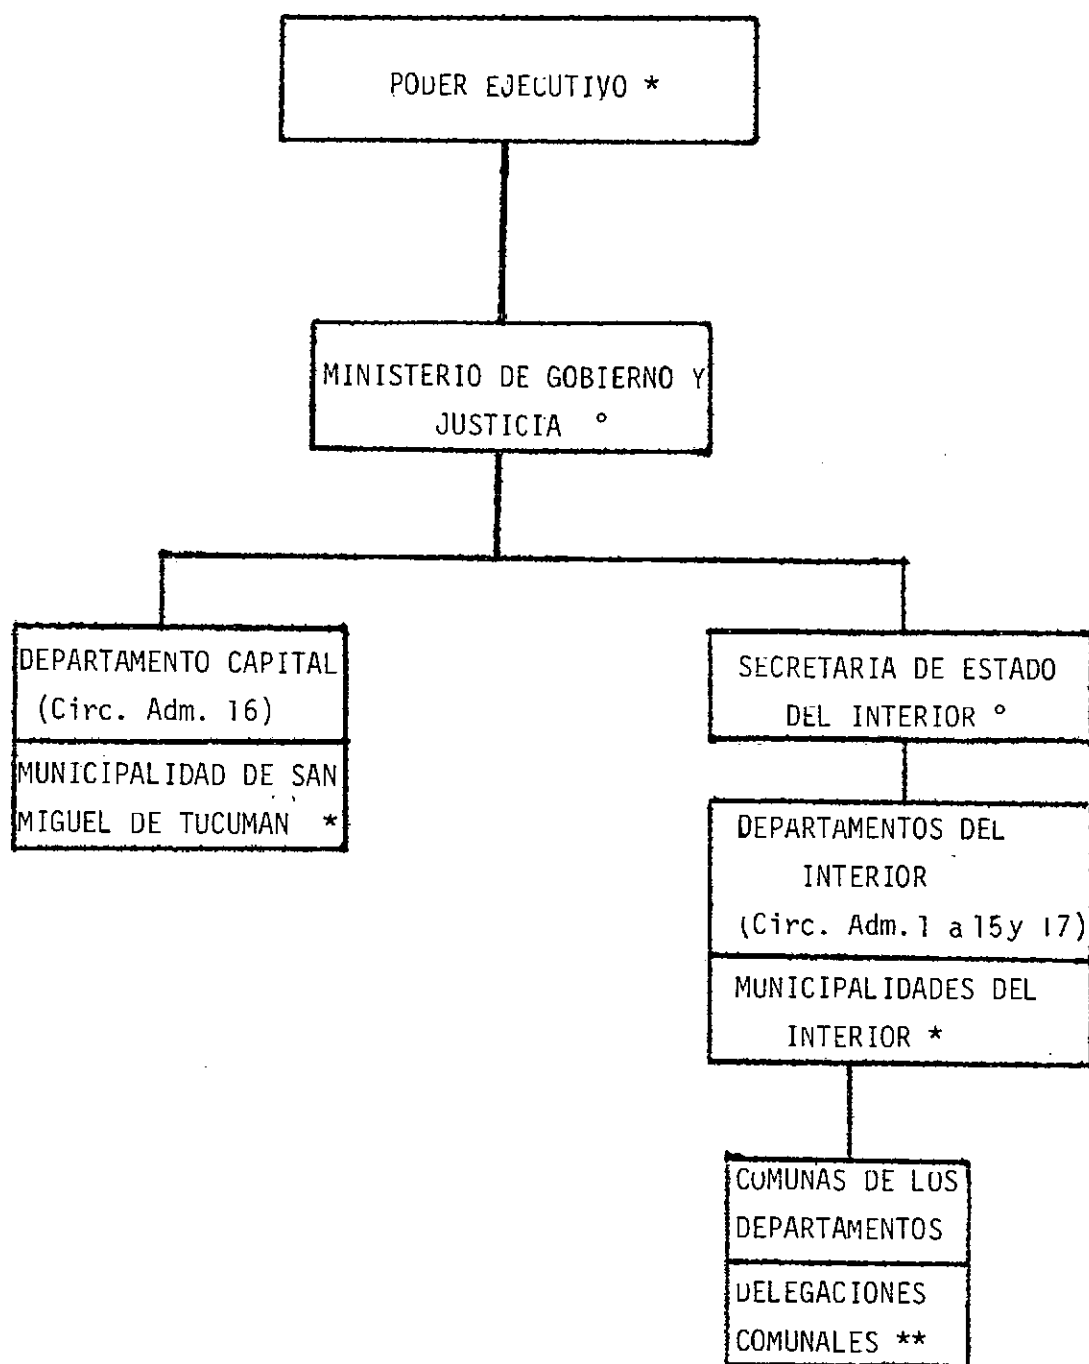 PODER EJECUTIVO *
MINISTERIO DE GOBIERNO Y
JUSTICIA °
DEPARTAMENTO CAPITAL
(Circ. Adm. 16)
MUNICIPALIDAD DE SAN
MIGUEL DE TUCUMAN *
SECRETARIA DE ESTADO
DEL INTERIOR °
DEPARTAMENTOS DEL
INTERIOR
(Circ. Adm. 1 a 15 y 17)
MUNICIPALIDADES DEL
INTERIOR *
COMUNAS DE LOS
DEPARTAMENTOS
DELEGACIONES
COMUNALES **